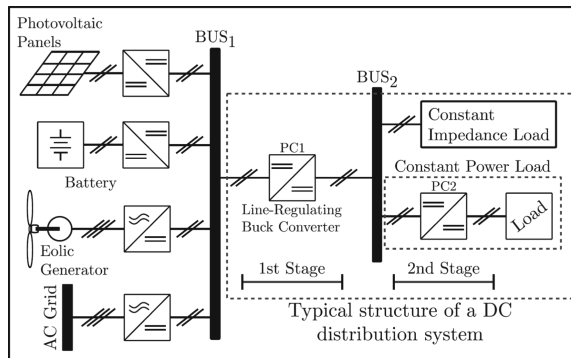 Photovoltaic
Panels
BUS1
BUS2
Battery
Eolic
Generator
AC Grid
PC1
Line-Regulating
Buck Converter
Constant
Impedance Load
Constant Power Load
PC2
Load
1st Stage
2nd Stage
Typical structure of a DC
distribution system